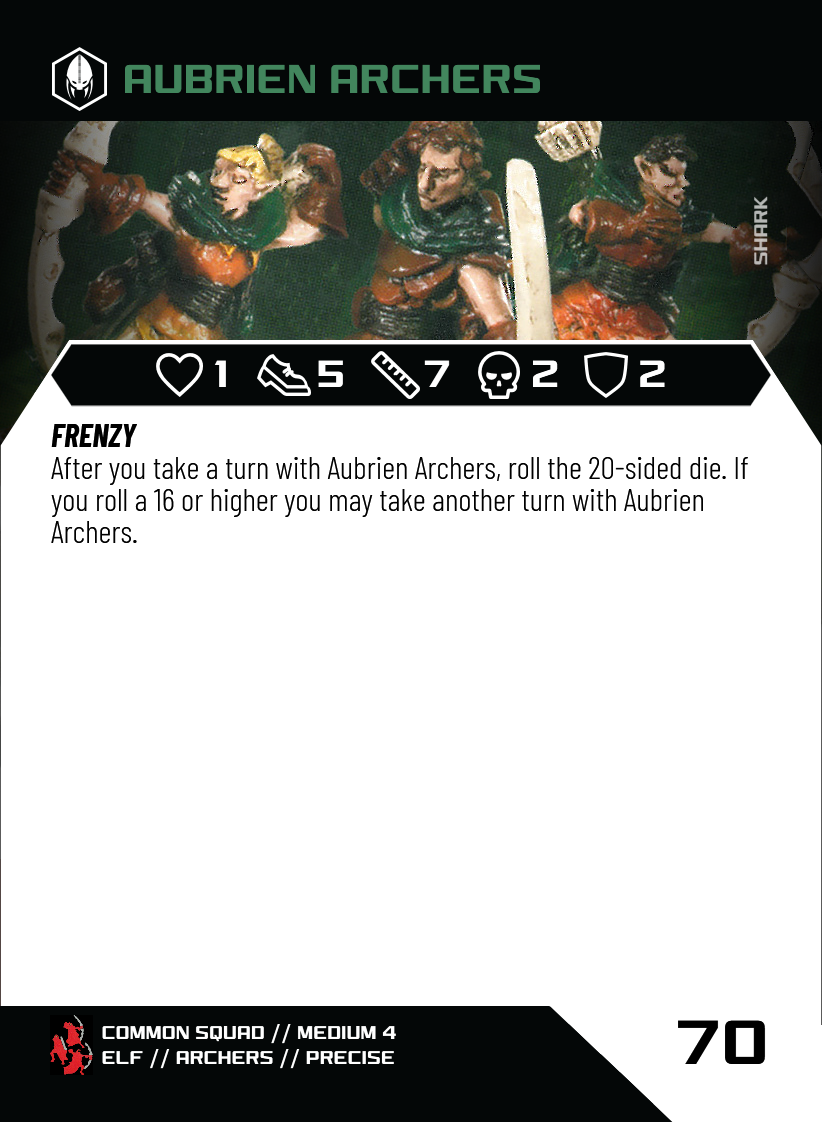 AUBRIEN ARCHERS
SHARK
1 5 7 2 2
FRENZY
After you take a turn with Aubrien Archers, roll the 20-sided die. If
you roll a 16 or higher you may take another turn with Aubrien
Archers.
COMMON SQUAD // MEDIUM 4
ELF // ARCHERS // PRECISE
70